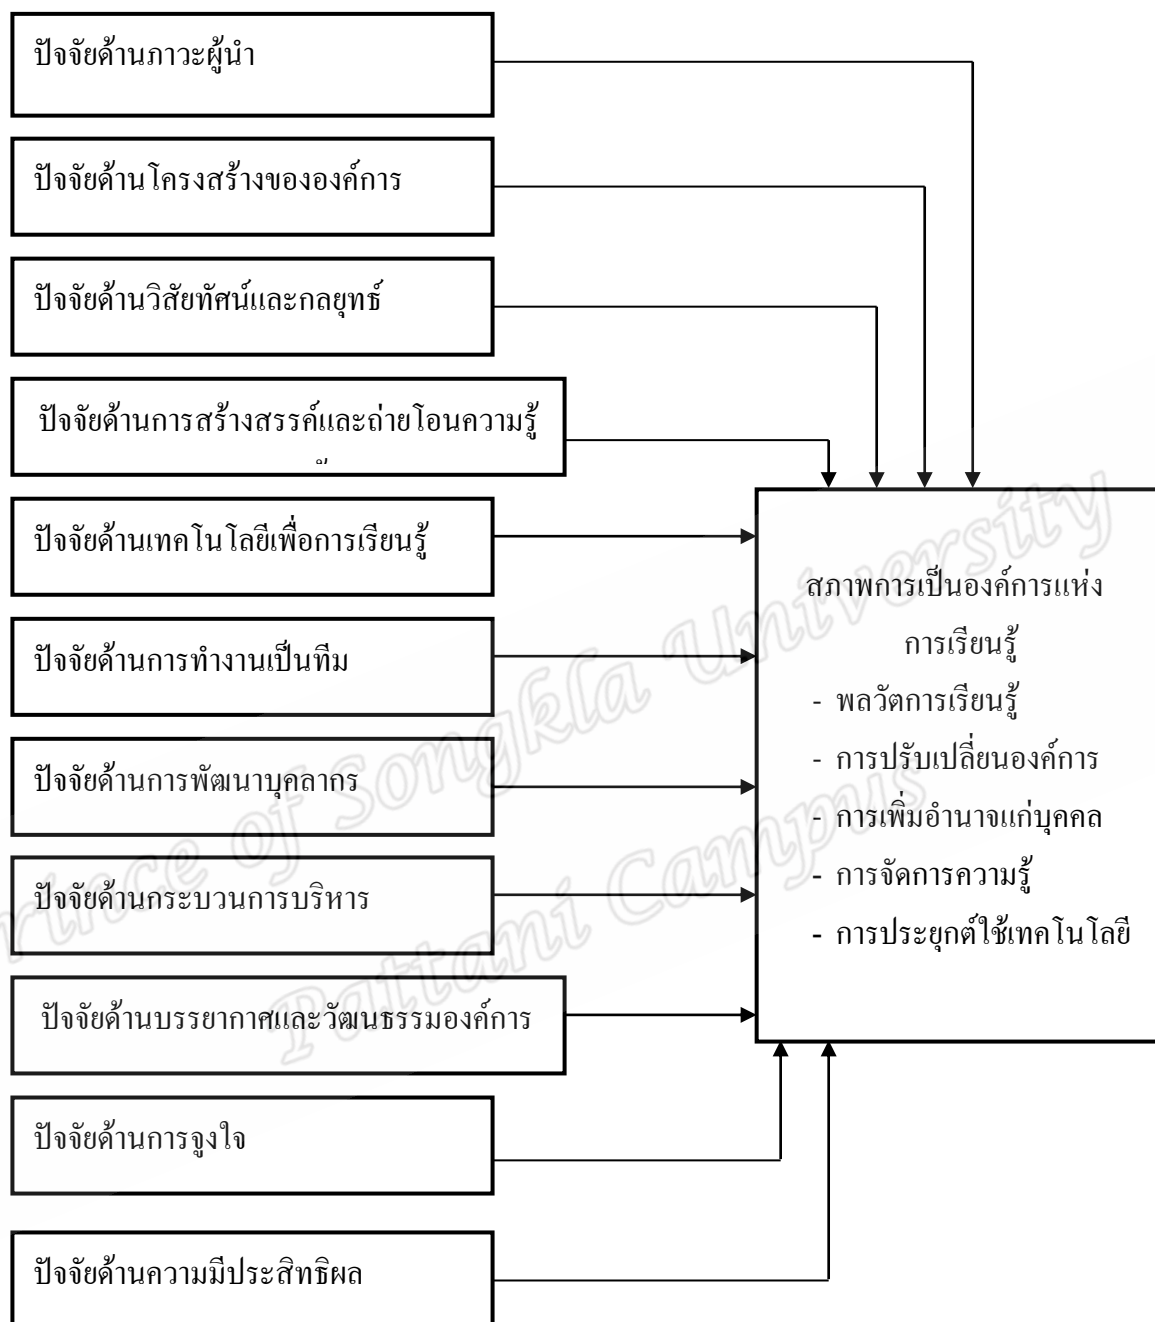 ปัจจัยด้านภาวะผู้นำ
ปัจจัยด้านโครงสร้างขององค์การ
ปัจจัยด้านวิสัยทัศน์และกลยุทธ์
ปัจจัยด้านการสร้างสรรค์และถ่ายโอนความรู้
ปัจจัยด้านเทคโนโลยีเพื่อการเรียนรู้
ปัจจัยด้านการทำงานเป็นทีม
ปัจจัยด้านการพัฒนาบุคลากร
ปัจจัยด้านกระบวนการบริหาร
ปัจจัยด้านบรรยากาศและวัฒนธรรมองค์การ
ปัจจัยด้านการจูงใจ
ปัจจัยด้านความมีประสิทธิผล
สภาพการเป็นองค์การแห่ง
การเรียนรู้
- พลวัตการเรียนรู้
- การปรับเปลี่ยนองค์การ
- การเพิ่มอำนาจแก่บุคคล
- การจัดการความรู้
- การประยุกต์ใช้เทคโนโลยี
Prince of Songkla University
Pattani Campus